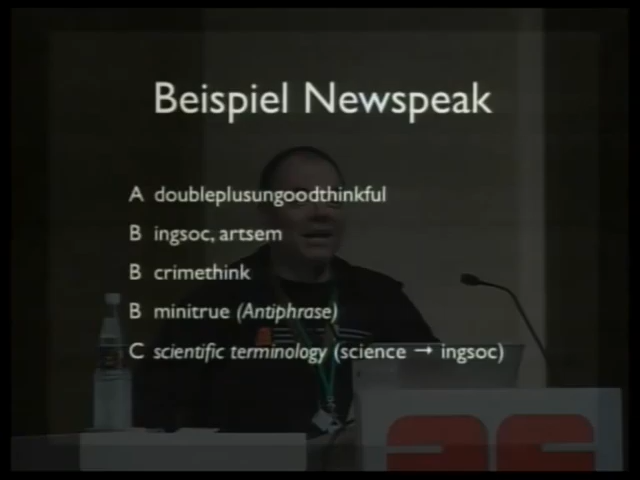 Beispiel Newspeak
A doubleplusungoodthinkful
B ingsoc, artsem
B crimethink
B minitrue (Antiphrase)
C scientific terminology (science → ingsoc)